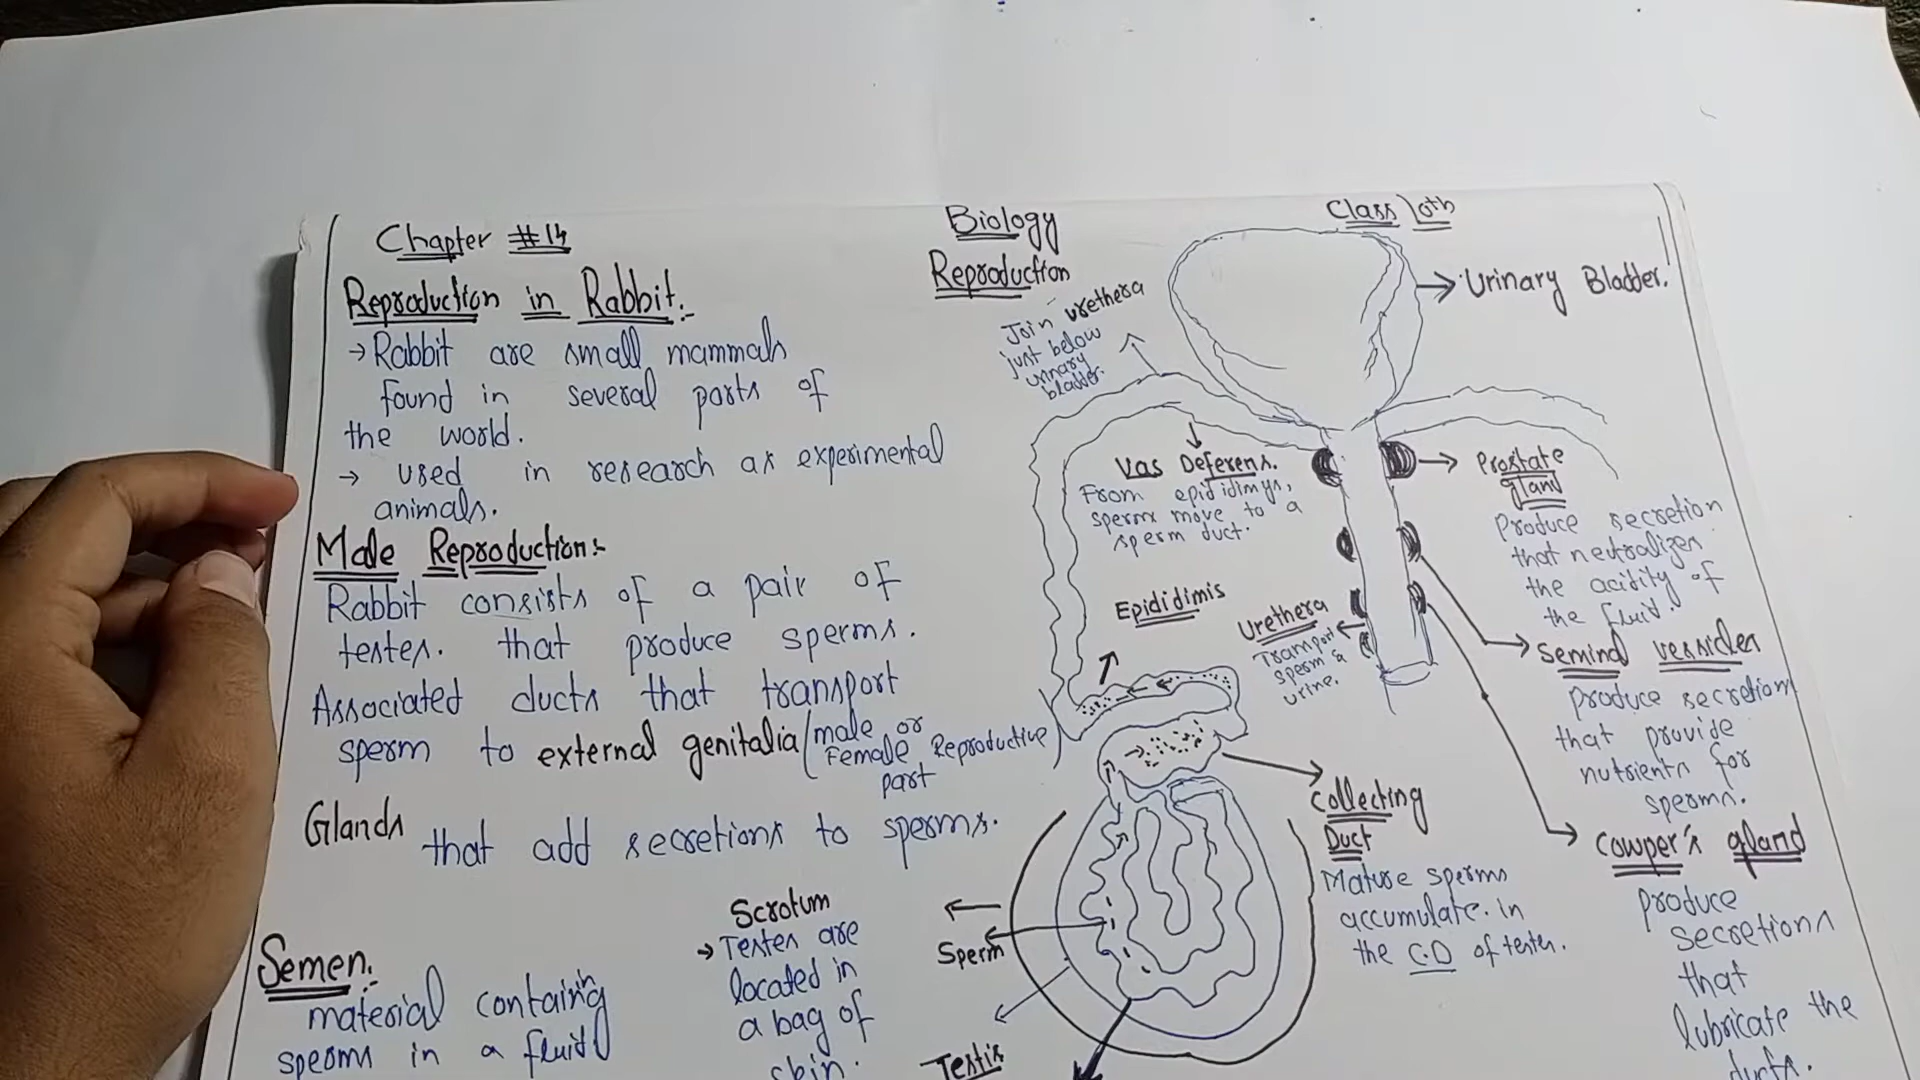 Chapter #14
Biology
Class 10th
Reproduction
Reproduction in Rabbit:-
→ Rabbit are small mammals
found in several parts of
the world.
→ used in research as experimental
animals.
Male Reproduction:-
Rabbit consists of a pair of
testes. that produce sperms.
Associated ducts that transport
sperm to external genitalia (male or
Female Reproductive
part
Glands that add secretions to sperms.
Semen:-
material containing
sperms in a fluid
Scrotum
→ Testes are
located in
a bag of
skin.
Join urethera
just below
urinary
bladder.
Urinary Bladder.
Vas Deferens.
From epididimys,
sperms move to a
sperm duct.
Epididimis
Urethera
Transport
sperm &
urine.
Prostate
gland
Produce secretion
that neutralizes
the acidity of
the fluid.
Seminal vessicles
produce secretion
that provide
nutrients for
sperms.
Cowper's gland
produce
secretions
that
lubricate the
ducts.
Collecting
Duct
Mature sperms
accumulate in
the C.D of testes.
Sperm
Testis